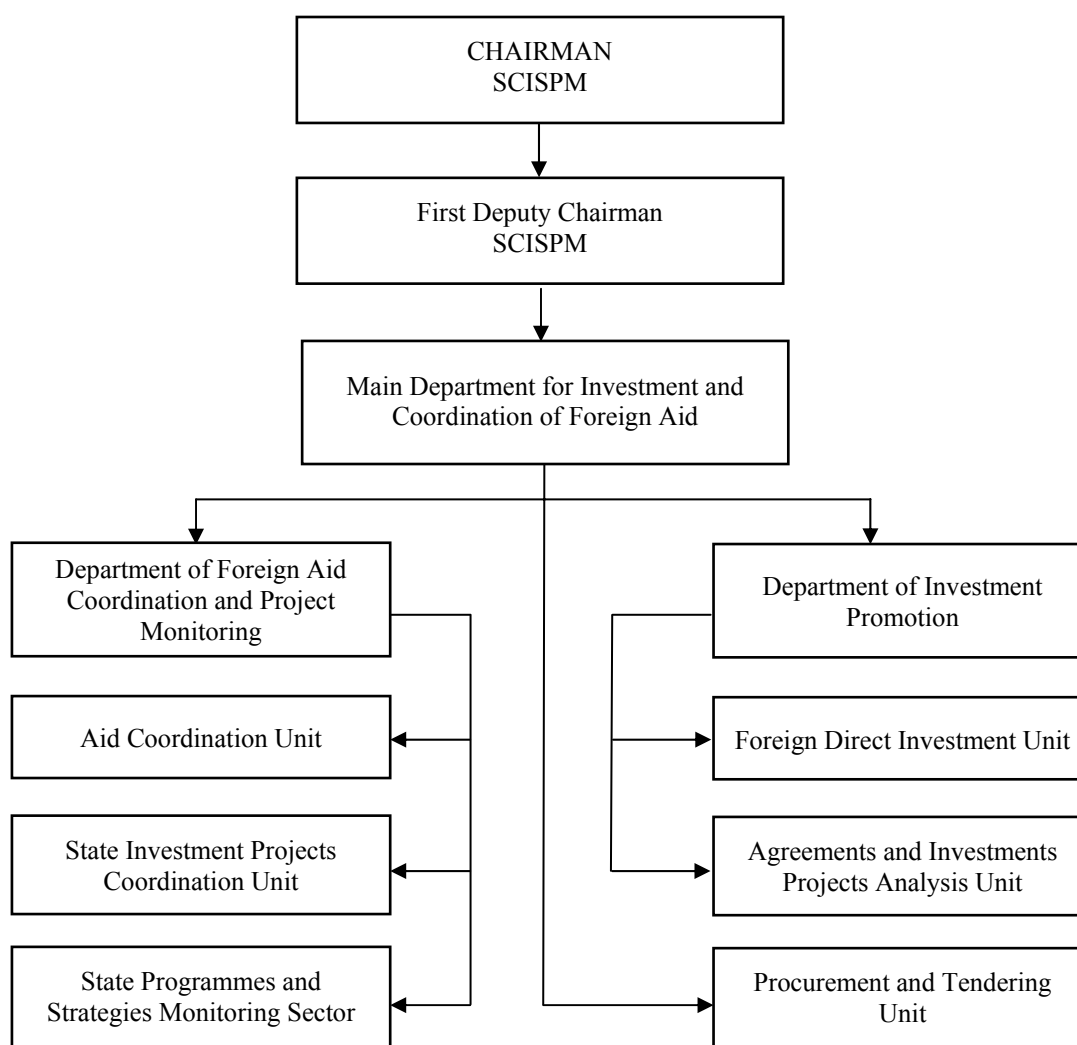 CHAIRMAN
SCISPM
First Deputy Chairman
SCISPM
Main Department for Investment and
Coordination of Foreign Aid
Department of Foreign Aid
Coordination and Project
Monitoring
Department of Investment
Promotion
Aid Coordination Unit
Foreign Direct Investment Unit
State Investment Projects
Coordination Unit
Agreements and Investments
Projects Analysis Unit
State Programmes and
Strategies Monitoring Sector
Procurement and Tendering
Unit